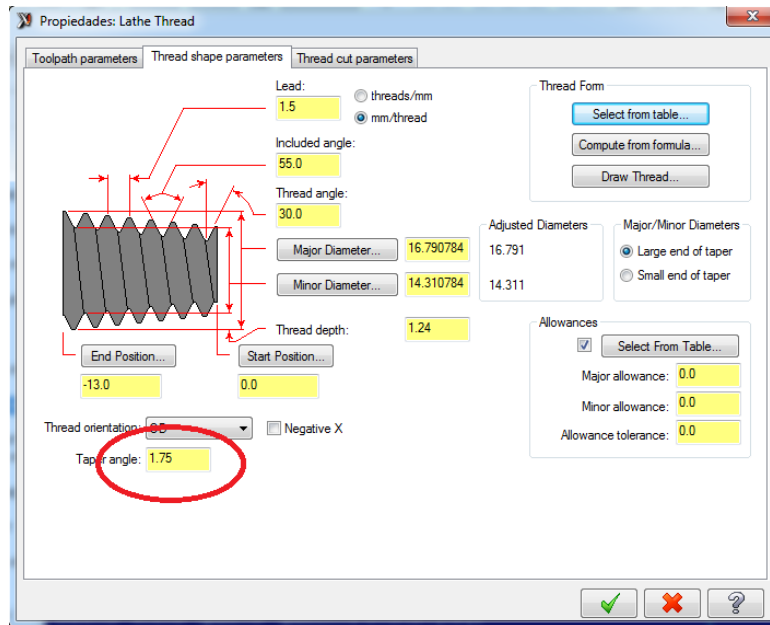 Propiedades: Lathe Thread
Toolpath parameters
Thread shape parameters
Thread cut parameters
Lead:
1.5
threads/mm
mm/thread
Included angle:
55.0
Thread angle:
30.0
Major Diameter...
16.790784
Minor Diameter...
14.310784
Thread depth:
1.24
End Position...
Start Position...
-13.0
0.0
Thread orientation:
OD
Negative X
Taper angle:
1.75
Thread Form
Select from table...
Compute from formula...
Draw Thread...
Adjusted Diameters
16.791
14.311
Major/Minor Diameters
Large end of taper
Small end of taper
Allowances
Select From Table...
Major allowance:
0.0
Minor allowance:
0.0
Allowance tolerance:
0.0